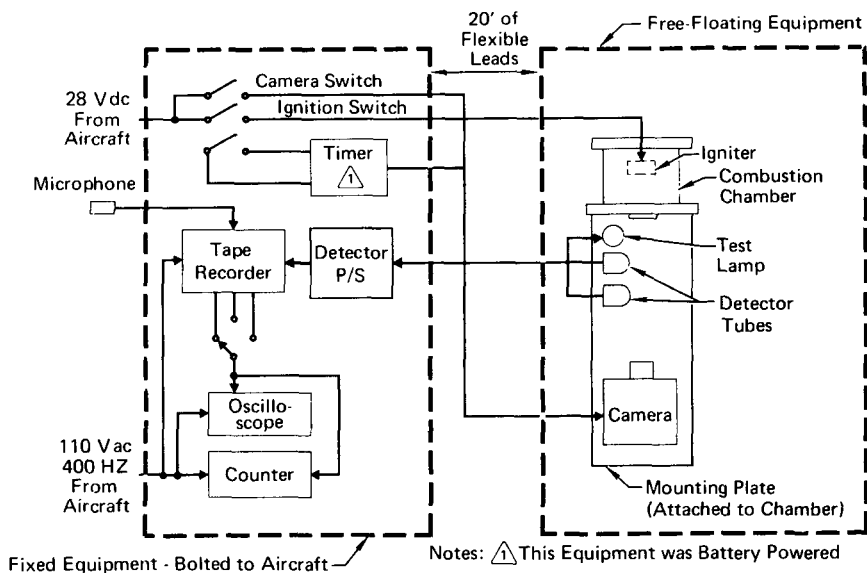 20' of
Flexible
Leads
Free-Floating Equipment
Camera Switch
28 Vdc
From
Aircraft
Ignition Switch
Timer
1
Igniter
Combustion
Chamber
Microphone
Tape
Recorder
Detector
P/S
Test
Lamp
Detector
Tubes
Oscillo-
scope
Camera
110 Vac
400 HZ
From
Aircraft
Counter
Mounting Plate
(Attached to Chamber)
Fixed Equipment - Bolted to Aircraft
Notes: 1 This Equipment was Battery Powered